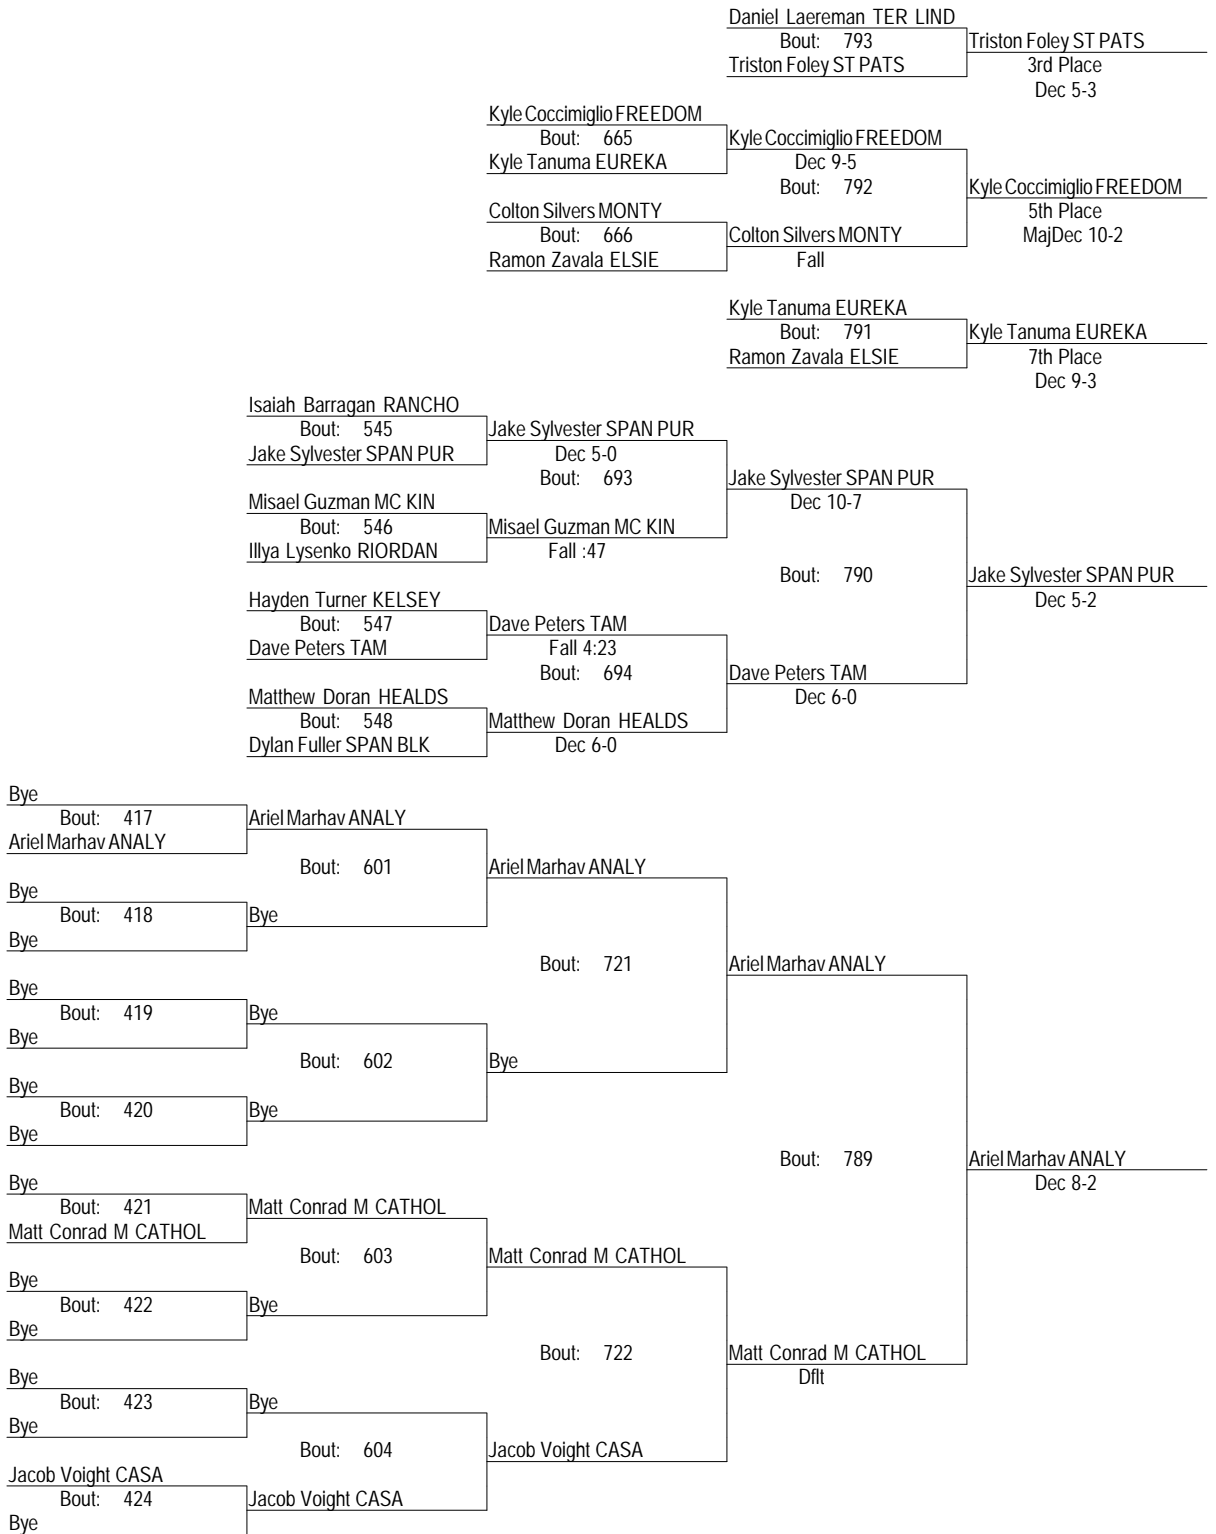 Daniel Laereman TER LIND
Bout: 793
Triston Foley ST PATS
Triston Foley ST PATS
3rd Place
Dec 5-3
Kyle Coccimiglio FREEDOM
Bout: 665
Kyle Tanuma EUREKA
Kyle Coccimiglio FREEDOM
Dec 9-5
Bout: 792
Kyle Coccimiglio FREEDOM
5th Place
MajDec 10-2
Colton Silvers MONTY
Bout: 666
Ramon Zavala ELSIE
Colton Silvers MONTY
Fall
Kyle Tanuma EUREKA
Bout: 791
Ramon Zavala ELSIE
Kyle Tanuma EUREKA
7th Place
Dec 9-3
Isaiah Barragan RANCHO
Bout: 545
Jake Sylvester SPAN PUR
Jake Sylvester SPAN PUR
Dec 5-0
Bout: 693
Jake Sylvester SPAN PUR
Dec 10-7
Misael Guzman MC KIN
Bout: 546
Illya Lysenko RIORDAN
Misael Guzman MC KIN
Fall :47
Bout: 790
Jake Sylvester SPAN PUR
Dec 5-2
Hayden Turner KELSEY
Bout: 547
Dave Peters TAM
Dave Peters TAM
Fall 4:23
Bout: 694
Dave Peters TAM
Dec 6-0
Matthew Doran HEALDS
Bout: 548
Dylan Fuller SPAN BLK
Matthew Doran HEALDS
Dec 6-0
Bye
Bout: 417
Ariel Marhav ANALY
Ariel Marhav ANALY
Bout: 601
Ariel Marhav ANALY
Bye
Bout: 418
Bye
Bye
Bout: 721
Ariel Marhav ANALY
Bye
Bout: 419
Bye
Bye
Bout: 602
Bye
Bye
Bout: 420
Bye
Bye
Bout: 789
Ariel Marhav ANALY
Dec 8-2
Bye
Bout: 421
Matt Conrad M CATHOL
Matt Conrad M CATHOL
Bout: 603
Matt Conrad M CATHOL
Bye
Bout: 422
Bye
Bye
Bout: 722
Matt Conrad M CATHOL
Dflt
Bye
Bout: 423
Bye
Bye
Bout: 604
Jacob Voight CASA
Jacob Voight CASA
Bout: 424
Bye
Jacob Voight CASA